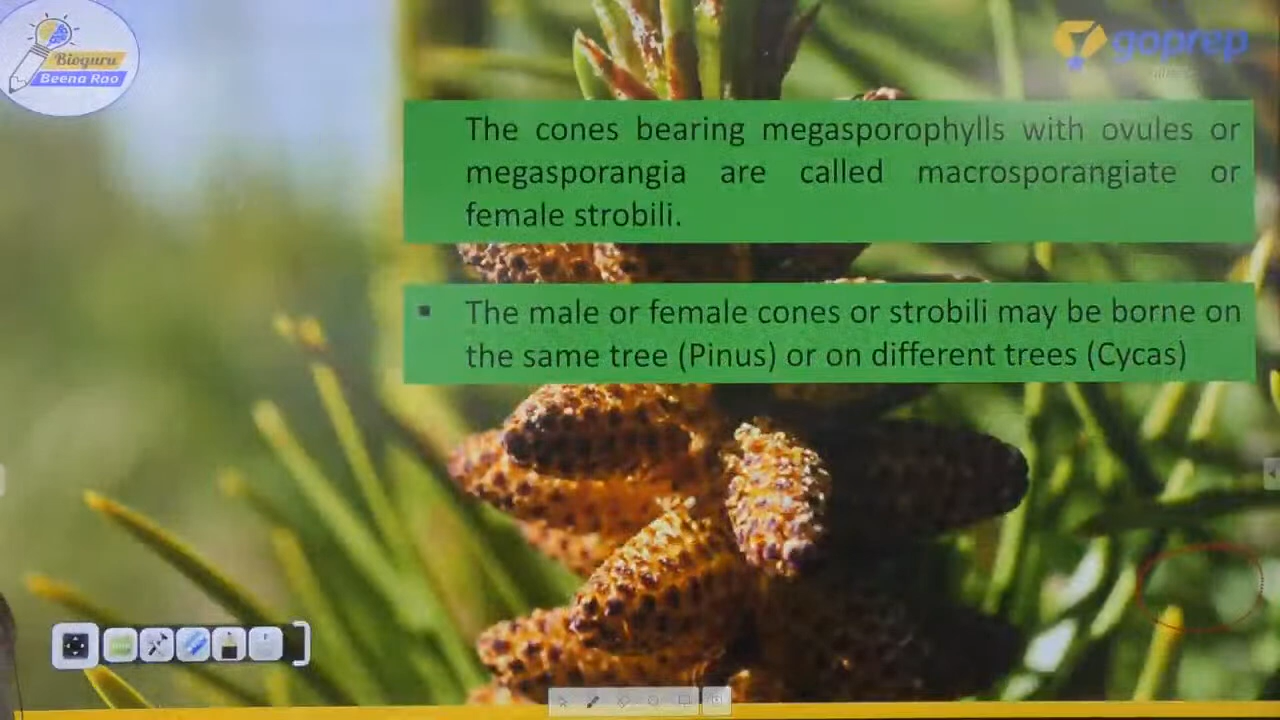 Bioguru
Beena Rao
goprep
The cones bearing megasporophylls with ovules or
megasporangia are called macrosporangiate or
female strobili.
▪ The male or female cones or strobili may be borne on
the same tree (Pinus) or on different trees (Cycas)